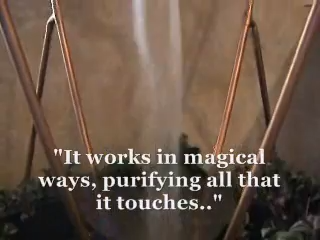 "It works in magical
ways, purifying all that
it touches.."